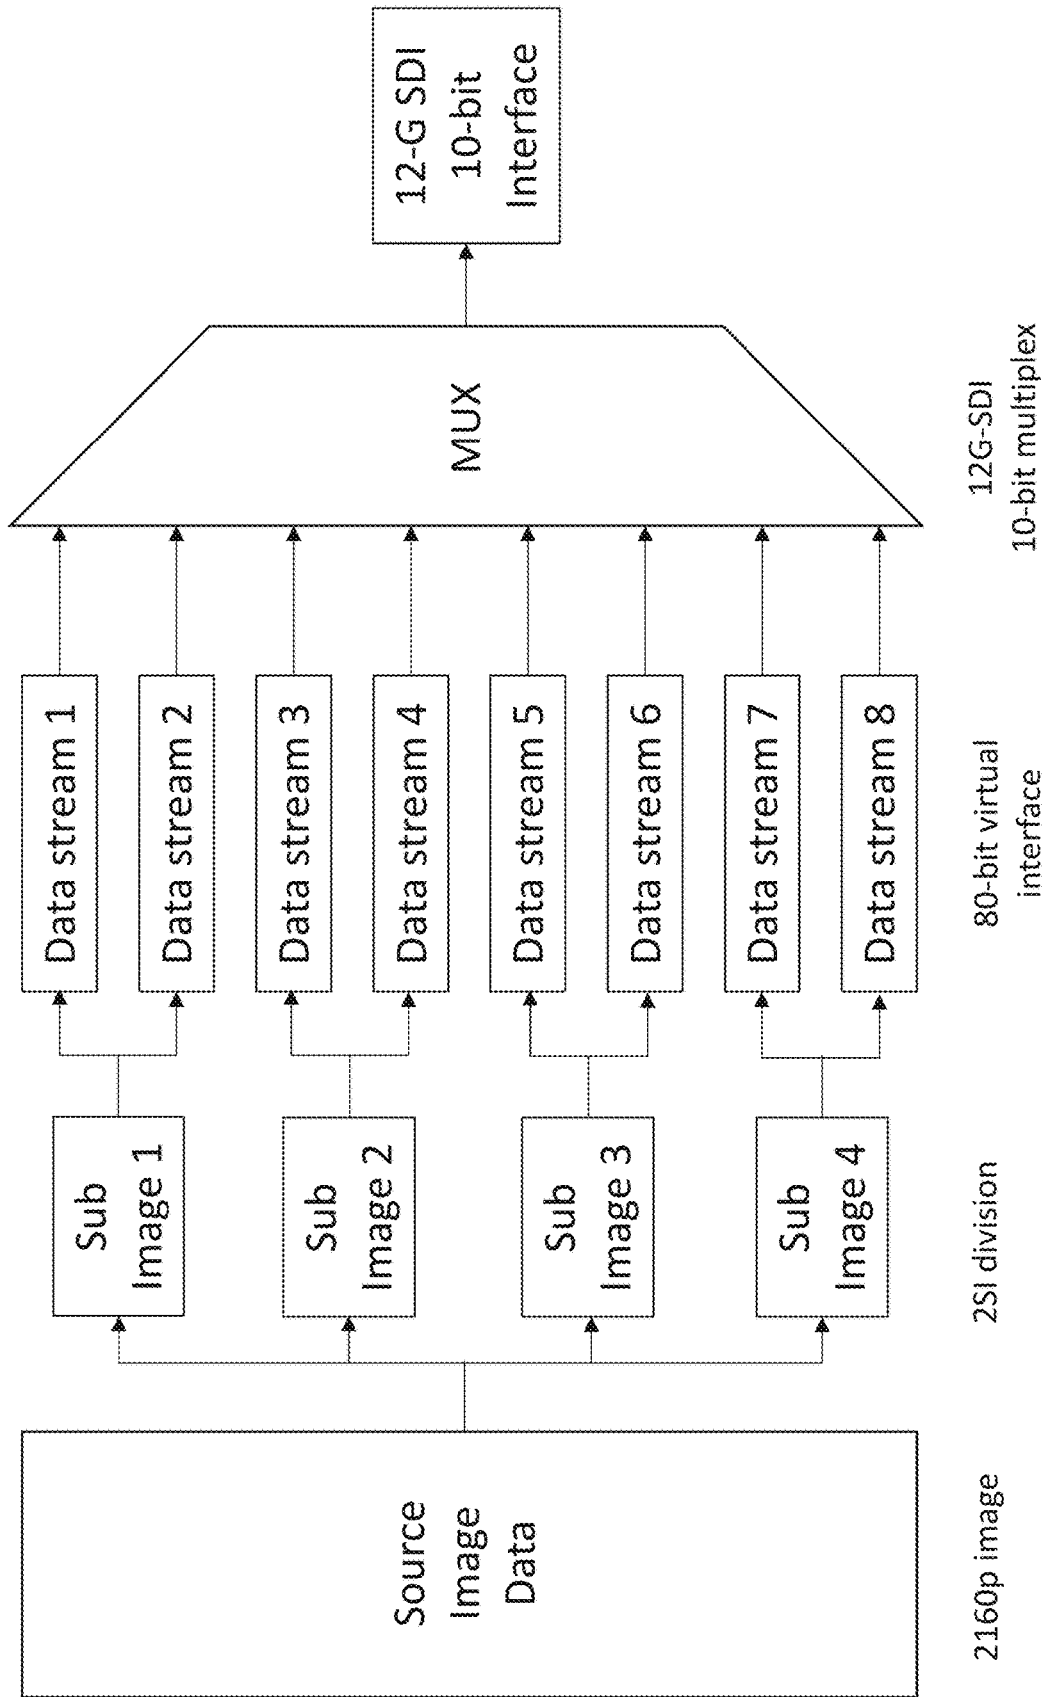 Source
Image
Data
2160p image
Sub
Image 1
Sub
Image 2
Sub
Image 3
Sub
Image 4
2SI division
Data stream 1
Data stream 2
Data stream 3
Data stream 4
Data stream 5
Data stream 6
Data stream 7
Data stream 8
80-bit virtual
interface
MUX
12G-SDI
10-bit multiplex
12-G SDI
10-bit
Interface